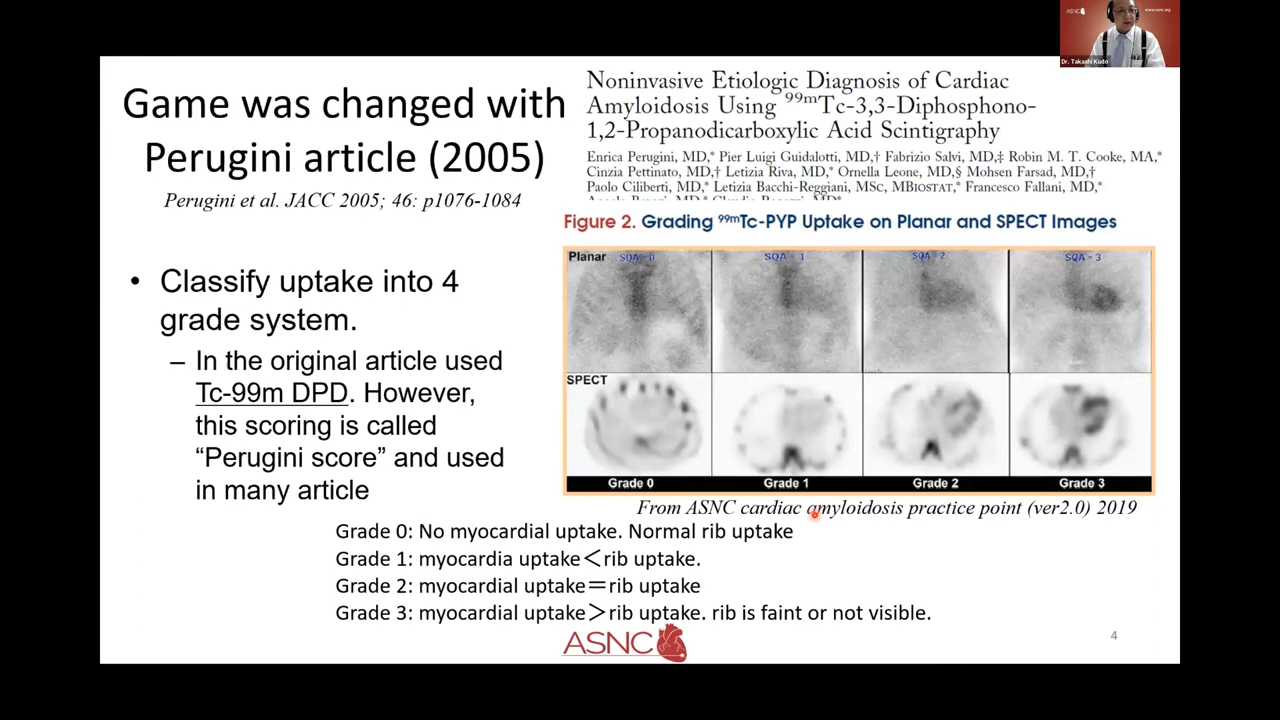 ASNC
www.asnc.org
Dr. Takashi Kudo
Game was changed with
Perugini article (2005)
Perugini et al. JACC 2005; 46: p1076-1084
Noninvasive Etiologic Diagnosis of Cardiac
Amyloidosis Using 99mTc-3,3-Diphosphono-
1,2-Propanodicarboxylic Acid Scintigraphy
Enrica Perugini, MD,* Pier Luigi Guidalotti, MD,† Fabrizio Salvi, MD,‡ Robin M. T. Cooke, MA,*
Cinzia Pettinato, MD,† Letizia Riva, MD,* Ornella Leone, MD,§ Mohsen Farsad, MD,†
Paolo Ciliberti, MD,* Letizia Bacchi-Reggiani, MSc, MBIOSTAT,* Francesco Fallani, MD,*
Figure 2. Grading 99mTc-PYP Uptake on Planar and SPECT Images
Planar
SQA - 0
SQA - 1
SQA - 2
SQA - 3
SPECT
Grade 0
Grade 1
Grade 2
Grade 3
From ASNC cardiac amyloidosis practice point (ver2.0) 2019
• Classify uptake into 4
grade system.
– In the original article used
Tc-99m DPD. However,
this scoring is called
“Perugini score” and used
in many article
Grade 0: No myocardial uptake. Normal rib uptake
Grade 1: myocardia uptake＜rib uptake.
Grade 2: myocardial uptake＝rib uptake
Grade 3: myocardial uptake＞rib uptake. rib is faint or not visible.
ASNC
4